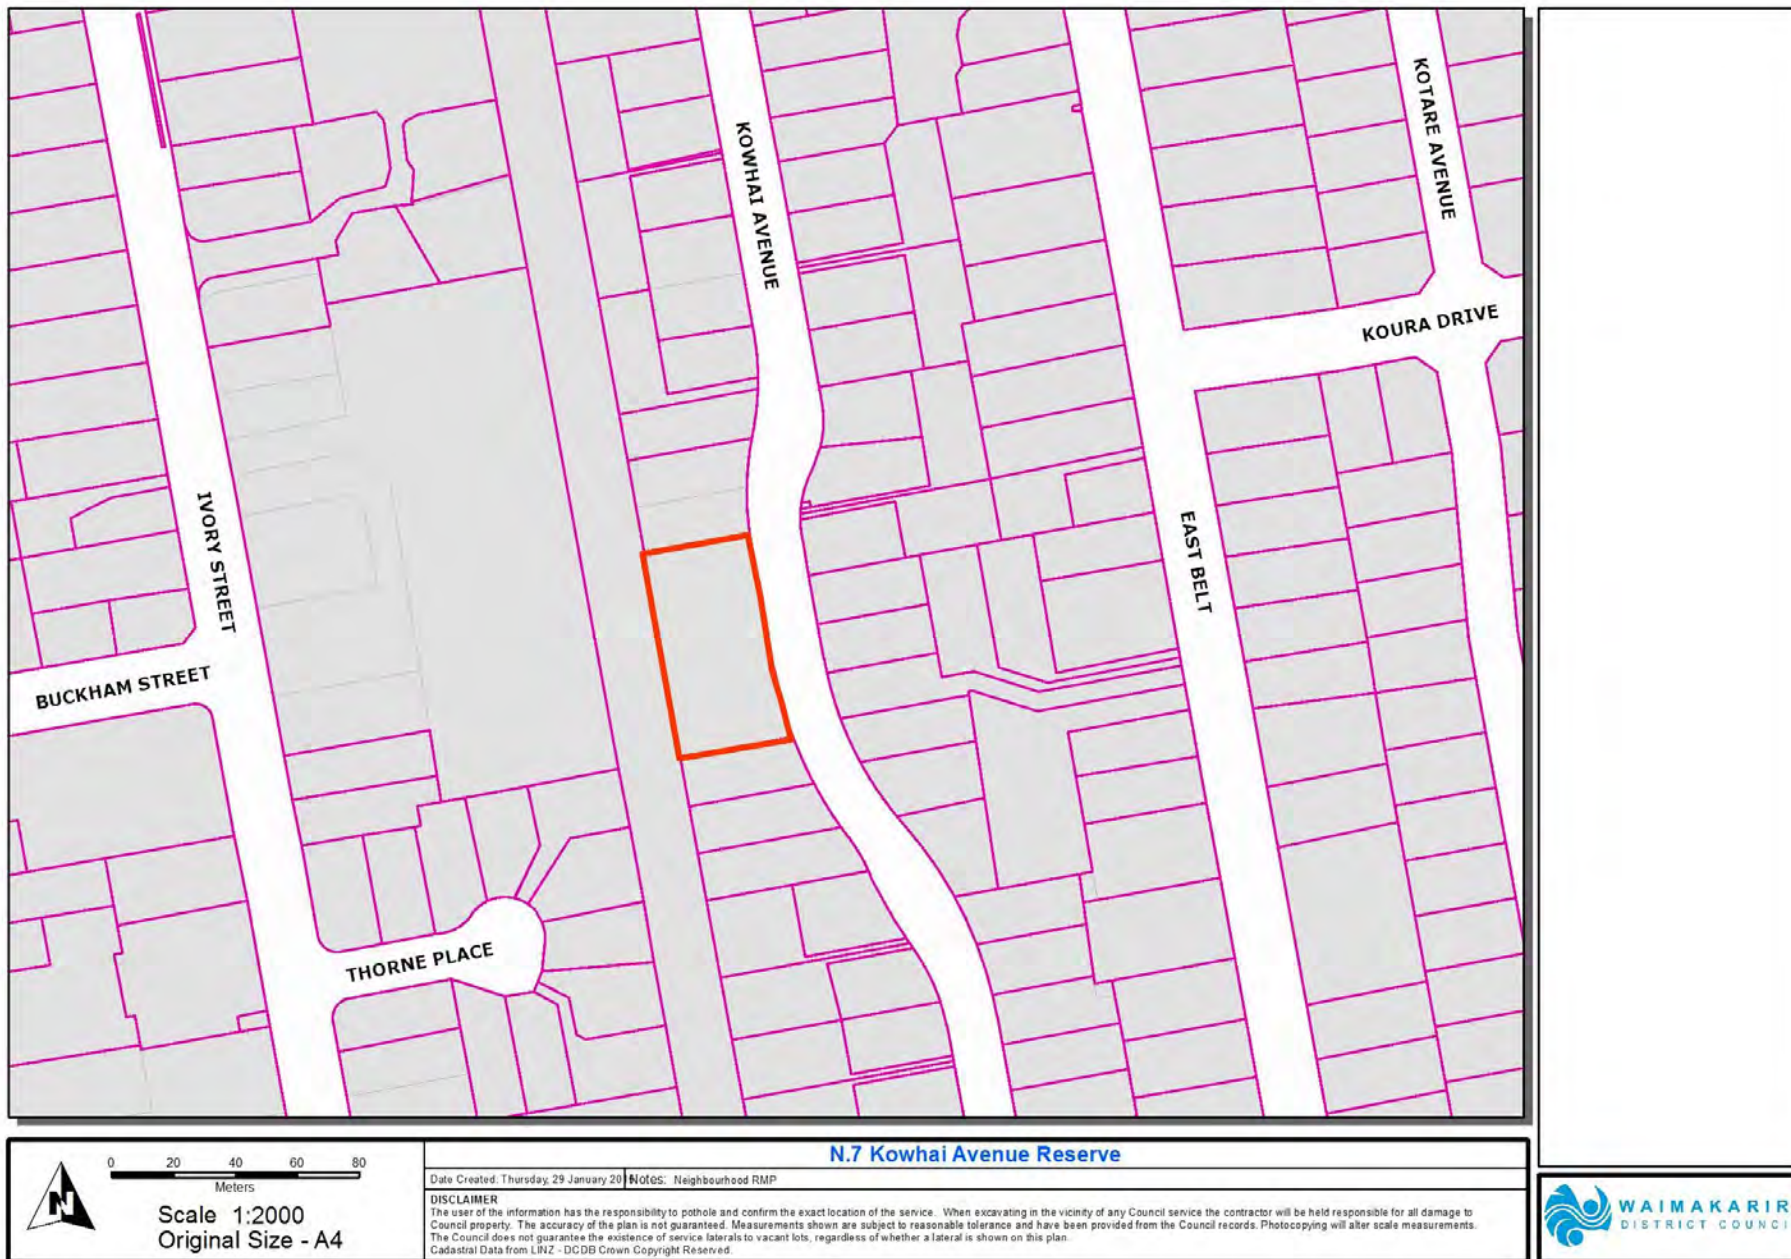 KOWHAI AVENUE
KOTARE AVENUE
KOURA DRIVE
IVORY STREET
EAST BELT
BUCKHAM STREET
THORNE PLACE
N
0 20 40 60 80
Meters
Scale 1:2000
Original Size - A4
N.7 Kowhai Avenue Reserve
Date Created: Thursday, 29 January 20
Notes: Neighbourhood RMP
DISCLAIMER
The user of the information has the responsibility to pothole and confirm the exact location of the service. When excavating in the vicinity of any Council service the contractor will be held responsible for all damage to
Council property. The accuracy of the plan is not guaranteed. Measurements shown are subject to reasonable tolerance and have been provided from the Council records. Photocopying will alter scale measurements.
The Council does not guarantee the existence of service laterals to vacant lots, regardless of whether a lateral is shown on this plan.
Cadastral Data from LINZ - DCDB Crown Copyright Reserved.
WAIMAKARIR
DISTRICT COUNCI